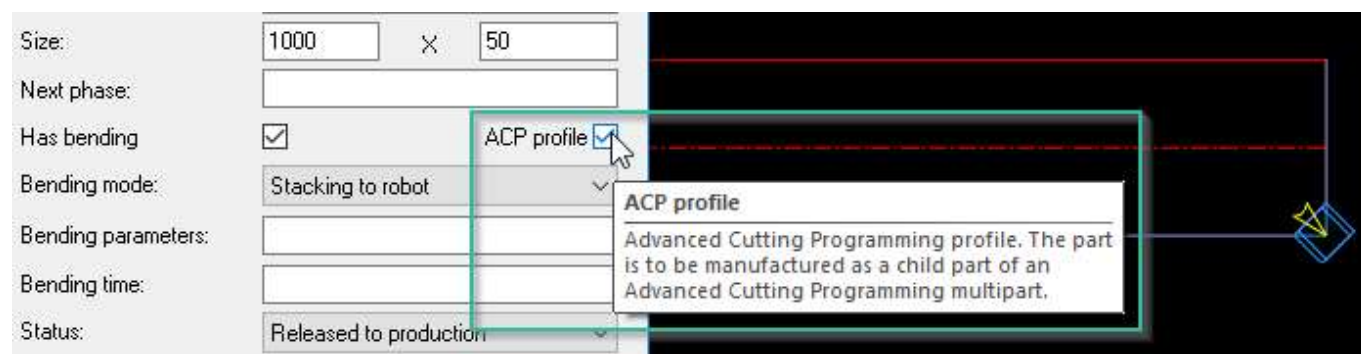 Size: 1000 X 50
Next phase:
Has bending ACP profile
Bending mode: Stacking to robot
Bending parameters:
Bending time:
Status: Released to production
ACP profile
Advanced Cutting Programming profile. The part
is to be manufactured as a child part of an
Advanced Cutting Programming multipart.